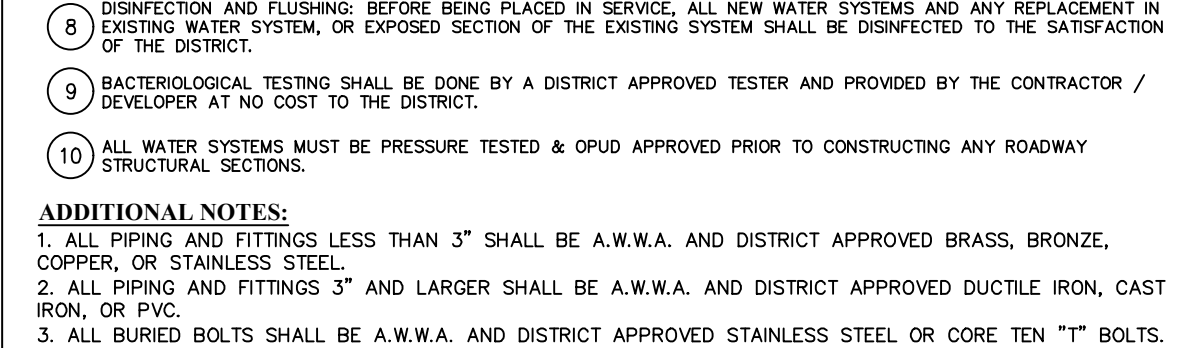 DISINFECTION AND FLUSHING: BEFORE BEING PLACED IN SERVICE, ALL NEW WATER SYSTEMS AND ANY REPLACEMENT IN
8 EXISTING WATER SYSTEM, OR EXPOSED SECTION OF THE EXISTING SYSTEM SHALL BE DISINFECTED TO THE SATISFACTION
OF THE DISTRICT.
9 BACTERIOLOGICAL TESTING SHALL BE DONE BY A DISTRICT APPROVED TESTER AND PROVIDED BY THE CONTRACTOR /
DEVELOPER AT NO COST TO THE DISTRICT.
10 ALL WATER SYSTEMS MUST BE PRESSURE TESTED & OPUD APPROVED PRIOR TO CONSTRUCTING ANY ROADWAY
STRUCTURAL SECTIONS.
ADDITIONAL NOTES:
1. ALL PIPING AND FITTINGS LESS THAN 3" SHALL BE A.W.W.A. AND DISTRICT APPROVED BRASS, BRONZE,
COPPER, OR STAINLESS STEEL.
2. ALL PIPING AND FITTINGS 3" AND LARGER SHALL BE A.W.W.A. AND DISTRICT APPROVED DUCTILE IRON, CAST
IRON, OR PVC.
3. ALL BURIED BOLTS SHALL BE A.W.W.A. AND DISTRICT APPROVED STAINLESS STEEL OR CORE TEN "T" BOLTS.